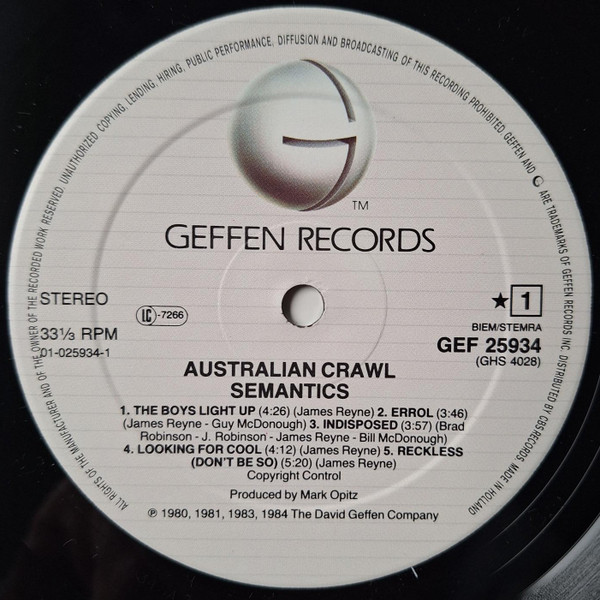 ALL RIGHTS OF THE MANUFACTURER AND OF THE OWNER OF THE RECORDED WORK RESERVED. UNAUTHORIZED COPYING, LENDING, HIRING, PUBLIC PERFORMANCE, DIFFUSION AND BROADCASTING OF THIS RECORDING PROHIBITED. GEFFEN AND G ARE TRADEMARKS OF GEFFEN RECORDS INC. DISTRIBUTED BY CBS RECORDS. MADE IN HOLLAND
G
TM
GEFFEN RECORDS
STEREO
LC -7266
★ 1
33⅓ RPM
01-025934-1
BIEM/STEMRA
GEF 25934
(GHS 4028)
AUSTRALIAN CRAWL
SEMANTICS
1. THE BOYS LIGHT UP (4:26) (James Reyne) 2. ERROL (3:46)
(James Reyne - Guy McDonough) 3. INDISPOSED (3:57) (Brad
Robinson - J. Robinson - James Reyne - Bill McDonough)
4. LOOKING FOR COOL (4:12) (James Reyne) 5. RECKLESS
(DON'T BE SO) (5:20) (James Reyne)
Copyright Control
Produced by Mark Opitz
℗ 1980, 1981, 1983, 1984 The David Geffen Company